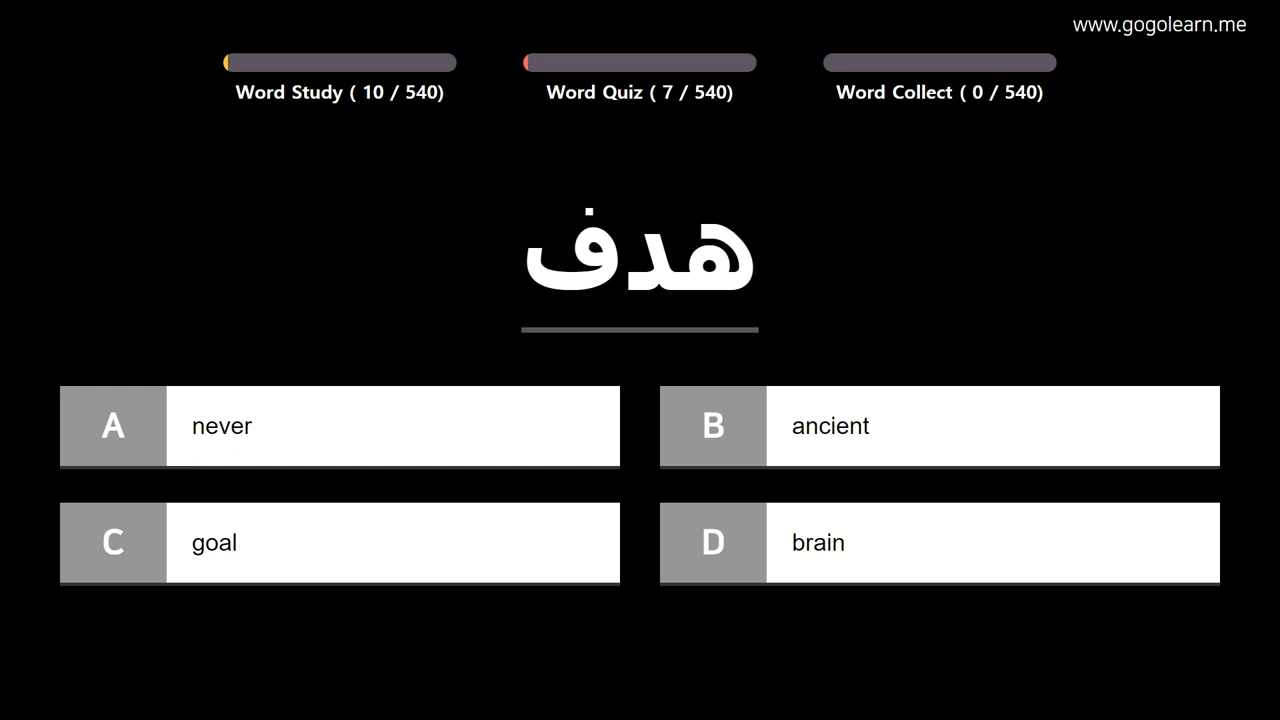 www.gogolearn.me
Word Study ( 10 / 540)
Word Quiz ( 7 / 540)
Word Collect ( 0 / 540)
هدف
A never
B ancient
C goal
D brain